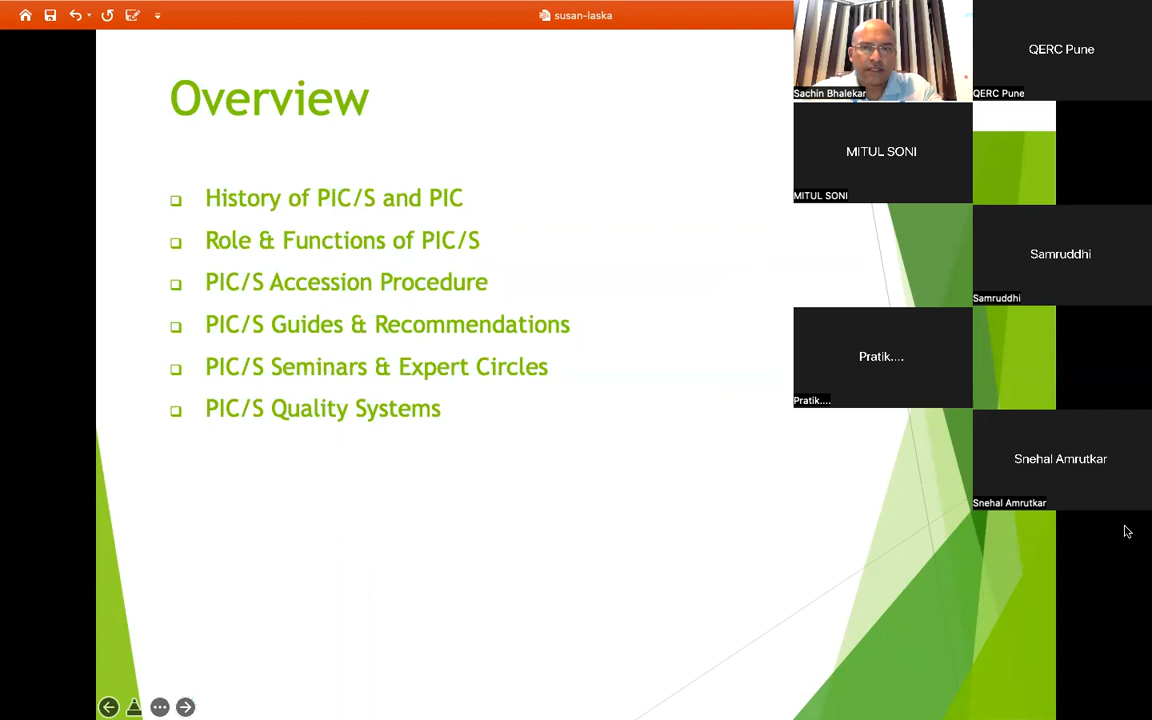 susan-laska
Overview
History of PIC/S and PIC
Role & Functions of PIC/S
PIC/S Accession Procedure
PIC/S Guides & Recommendations
PIC/S Seminars & Expert Circles
PIC/S Quality Systems
Sachin Bhalekar
QERC Pune
QERC Pune
MITUL SONI
MITUL SONI
Samruddhi
Samruddhi
Pratik....
Pratik....
Snehal Amrutkar
Snehal Amrutkar